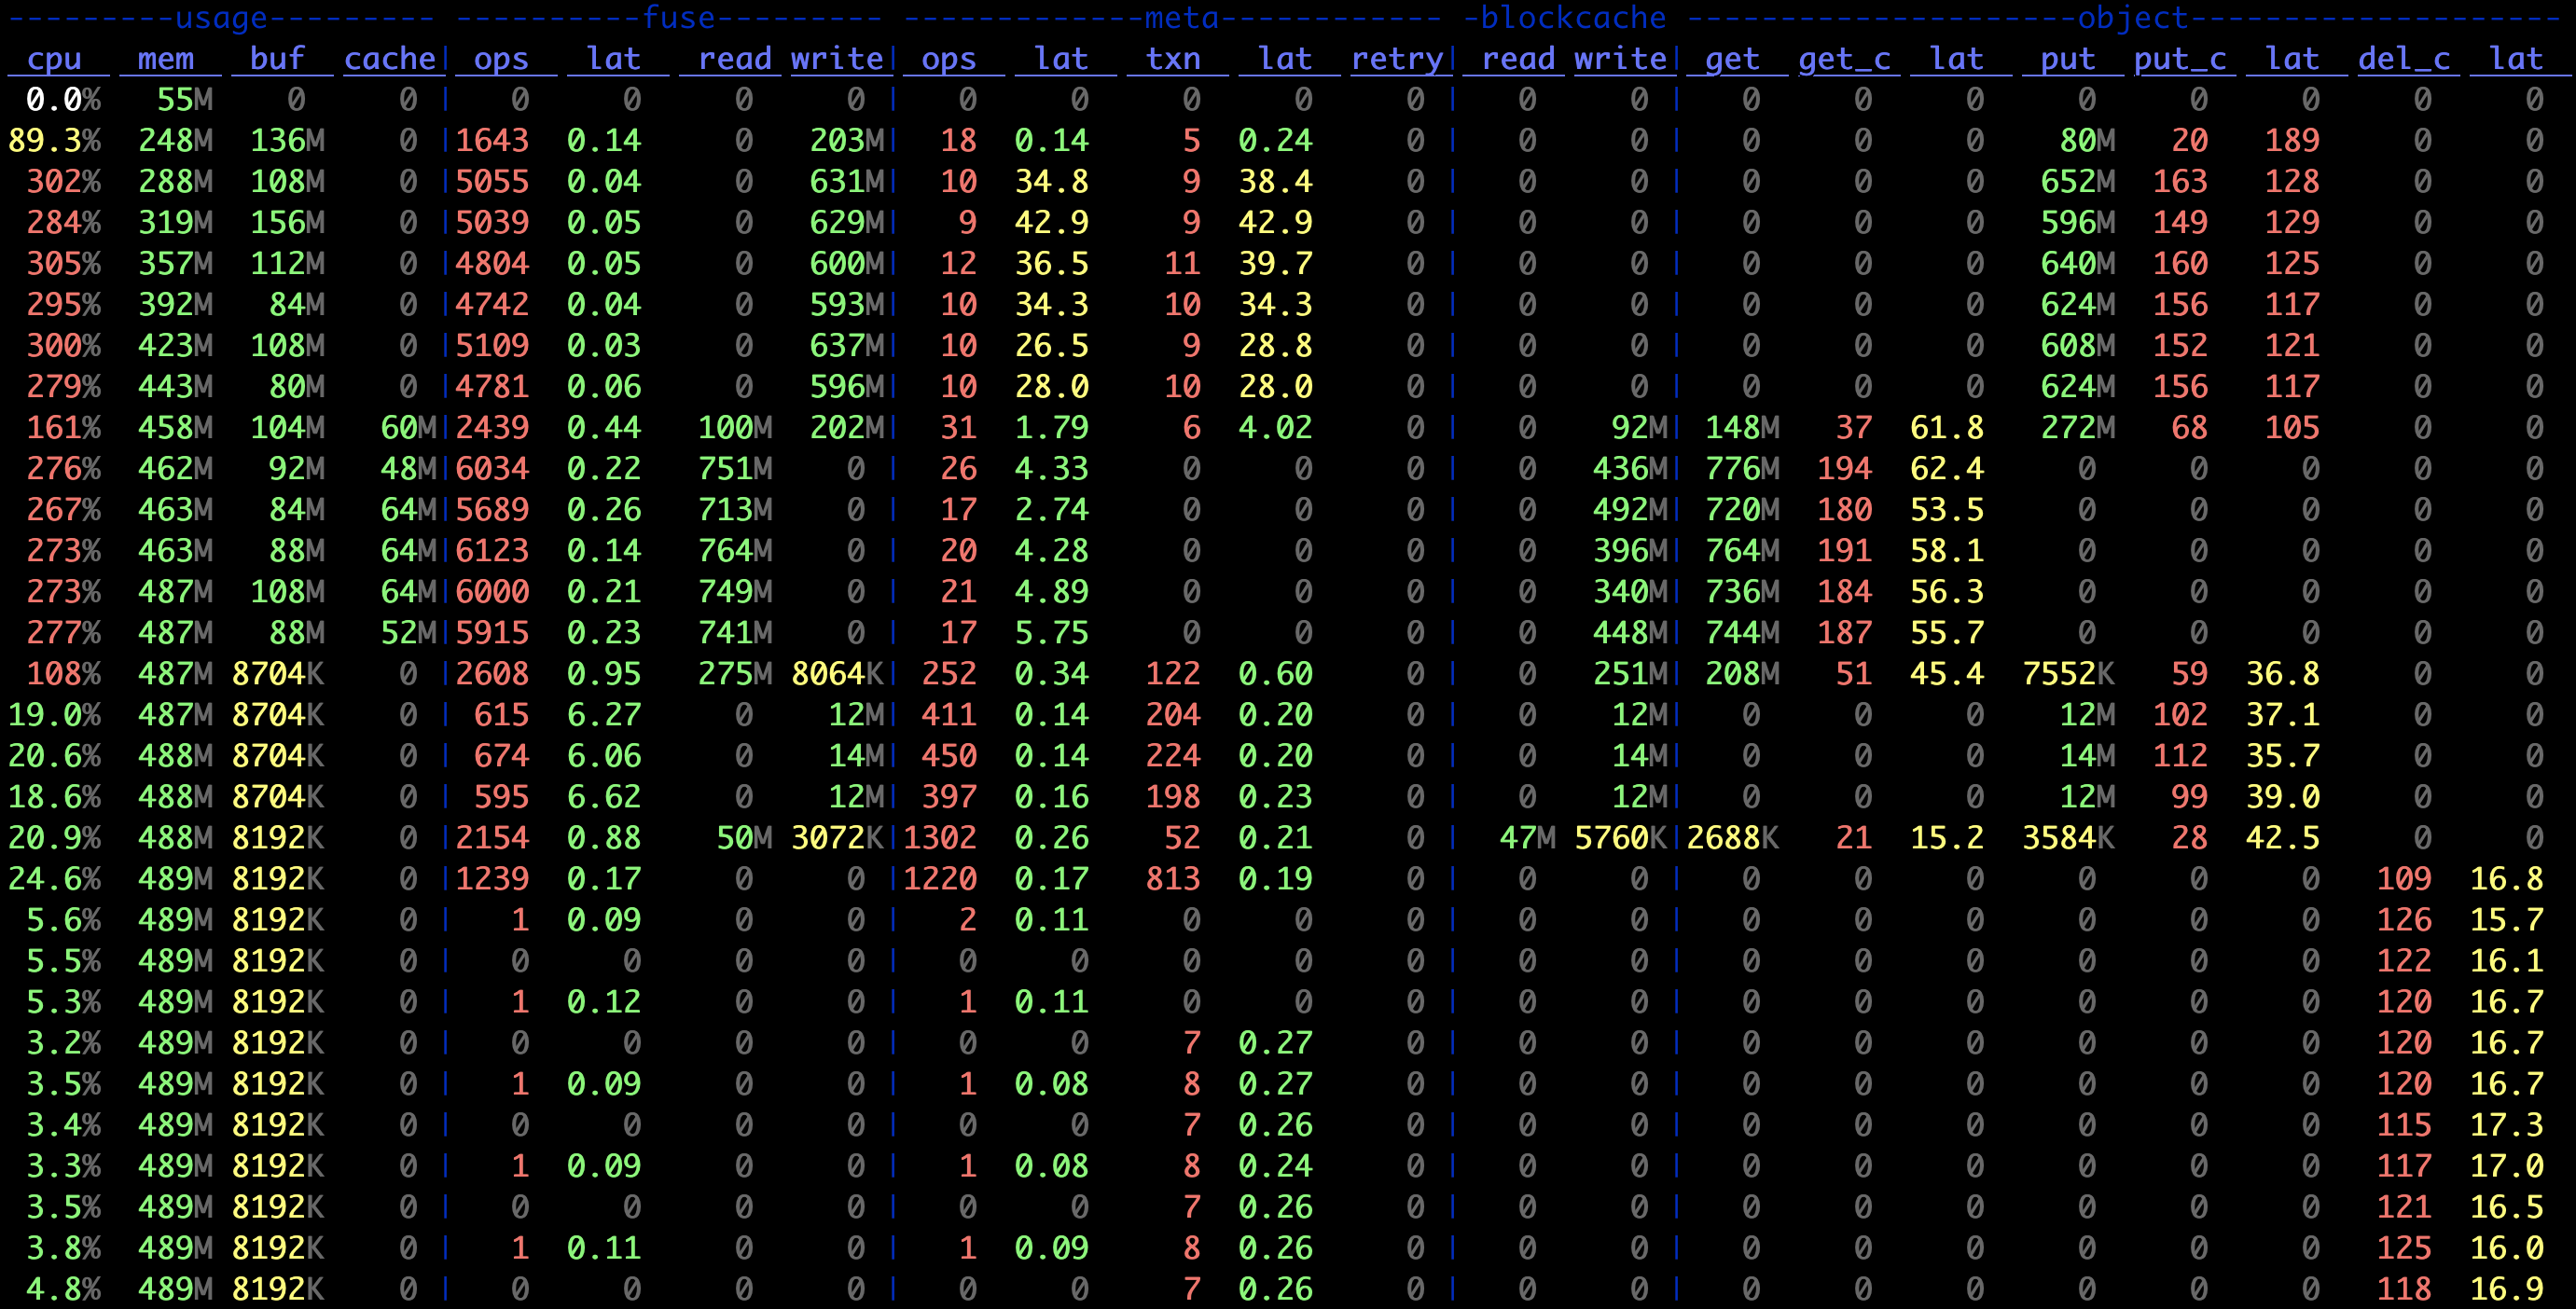 ---------usage--------- ----------fuse--------- ------------meta------------ -blockcache ---------------------object--------------------
cpu mem buf cache| ops lat read write| ops lat txn lat retry| read write| get get_c lat put put_c lat del_c lat
0.0% 55M 0 0 | 0 0 0 0 | 0 0 0 0 0 | 0 0 | 0 0 0 0 0 0 0 0
89.3% 248M 136M 0 |1643 0.14 0 203M| 18 0.14 5 0.24 0 | 0 0 | 0 0 0 80M 20 189 0 0
302% 288M 108M 0 |5055 0.04 0 631M| 10 34.8 9 38.4 0 | 0 0 | 0 0 0 652M 163 128 0 0
284% 319M 156M 0 |5039 0.05 0 629M| 9 42.9 9 42.9 0 | 0 0 | 0 0 0 596M 149 129 0 0
305% 357M 112M 0 |4804 0.05 0 600M| 12 36.5 11 39.7 0 | 0 0 | 0 0 0 640M 160 125 0 0
295% 392M 84M 0 |4742 0.04 0 593M| 10 34.3 10 34.3 0 | 0 0 | 0 0 0 624M 156 117 0 0
300% 423M 108M 0 |5109 0.03 0 637M| 10 26.5 9 28.8 0 | 0 0 | 0 0 0 608M 152 121 0 0
279% 443M 80M 0 |4781 0.06 0 596M| 10 28.0 10 28.0 0 | 0 0 | 0 0 0 624M 156 117 0 0
161% 458M 104M 60M|2439 0.44 100M 202M| 31 1.79 6 4.02 0 | 0 92M| 148M 37 61.8 272M 68 105 0 0
276% 462M 92M 48M|6034 0.22 751M 0 | 26 4.33 0 0 0 | 0 436M| 776M 194 62.4 0 0 0 0 0
267% 463M 84M 64M|5689 0.26 713M 0 | 17 2.74 0 0 0 | 0 492M| 720M 180 53.5 0 0 0 0 0
273% 463M 88M 64M|6123 0.14 764M 0 | 20 4.28 0 0 0 | 0 396M| 764M 191 58.1 0 0 0 0 0
273% 487M 108M 64M|6000 0.21 749M 0 | 21 4.89 0 0 0 | 0 340M| 736M 184 56.3 0 0 0 0 0
277% 487M 88M 52M|5915 0.23 741M 0 | 17 5.75 0 0 0 | 0 448M| 744M 187 55.7 0 0 0 0 0
108% 487M 8704K 0 |2608 0.95 275M 8064K| 252 0.34 122 0.60 0 | 0 251M| 208M 51 45.4 7552K 59 36.8 0 0
19.0% 487M 8704K 0 | 615 6.27 0 12M| 411 0.14 204 0.20 0 | 0 12M| 0 0 0 12M 102 37.1 0 0
20.6% 488M 8704K 0 | 674 6.06 0 14M| 450 0.14 224 0.20 0 | 0 14M| 0 0 0 14M 112 35.7 0 0
18.6% 488M 8704K 0 | 595 6.62 0 12M| 397 0.16 198 0.23 0 | 0 12M| 0 0 0 12M 99 39.0 0 0
20.9% 488M 8192K 0 |2154 0.88 50M 3072K|1302 0.26 52 0.21 0 | 47M 5760K|2688K 21 15.2 3584K 28 42.5 0 0
24.6% 489M 8192K 0 |1239 0.17 0 0 |1220 0.17 813 0.19 0 | 0 0 | 0 0 0 0 0 0 109 16.8
5.6% 489M 8192K 0 | 1 0.09 0 0 | 2 0.11 0 0 0 | 0 0 | 0 0 0 0 0 0 126 15.7
5.5% 489M 8192K 0 | 0 0 0 0 | 0 0 0 0 0 | 0 0 | 0 0 0 0 0 0 122 16.1
5.3% 489M 8192K 0 | 1 0.12 0 0 | 1 0.11 0 0 0 | 0 0 | 0 0 0 0 0 0 120 16.7
3.2% 489M 8192K 0 | 0 0 0 0 | 0 0 7 0.27 0 | 0 0 | 0 0 0 0 0 0 120 16.7
3.5% 489M 8192K 0 | 1 0.09 0 0 | 1 0.08 8 0.27 0 | 0 0 | 0 0 0 0 0 0 120 16.7
3.4% 489M 8192K 0 | 0 0 0 0 | 0 0 7 0.26 0 | 0 0 | 0 0 0 0 0 0 115 17.3
3.3% 489M 8192K 0 | 1 0.09 0 0 | 1 0.08 8 0.24 0 | 0 0 | 0 0 0 0 0 0 117 17.0
3.5% 489M 8192K 0 | 0 0 0 0 | 0 0 7 0.26 0 | 0 0 | 0 0 0 0 0 0 121 16.5
3.8% 489M 8192K 0 | 1 0.11 0 0 | 1 0.09 8 0.26 0 | 0 0 | 0 0 0 0 0 0 125 16.0
4.8% 489M 8192K 0 | 0 0 0 0 | 0 0 7 0.26 0 | 0 0 | 0 0 0 0 0 0 118 16.9